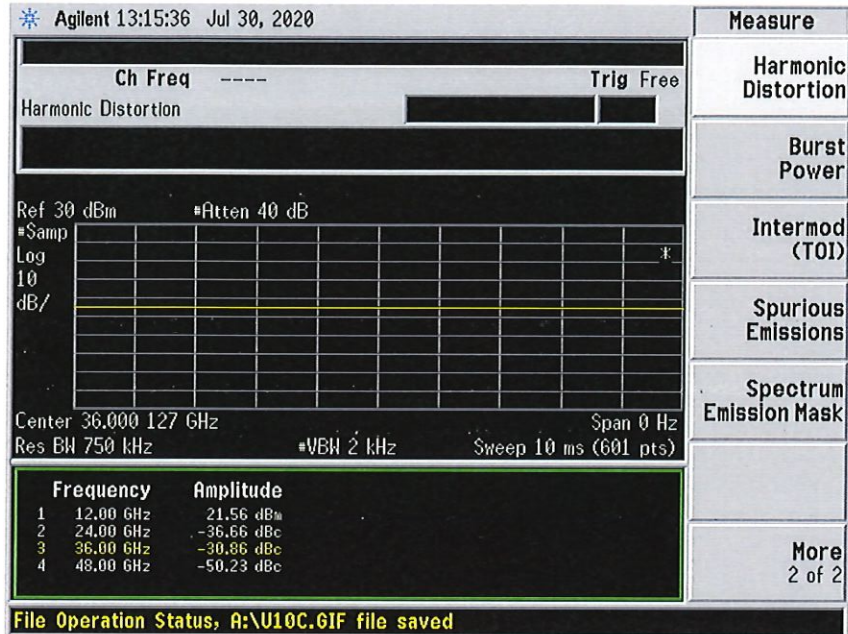 Agilent 13:15:36 Jul 30, 2020
Measure
Ch Freq ----
Trig Free
Harmonic Distortion
Ref 30 dBm #Atten 40 dB
#Samp
Log
10
dB/
*
Center 36.000 127 GHz
Span 0 Hz
Res BW 750 kHz
#VBW 2 kHz
Sweep 10 ms (601 pts)
Frequency Amplitude
1 12.00 GHz 21.56 dBm
2 24.00 GHz -36.66 dBc
3 36.00 GHz -30.86 dBc
4 48.00 GHz -50.23 dBc
File Operation Status, A:\U10C.GIF file saved
Harmonic
Distortion
Burst
Power
Intermod
(TOI)
Spurious
Emissions
Spectrum
Emission Mask
More
2 of 2